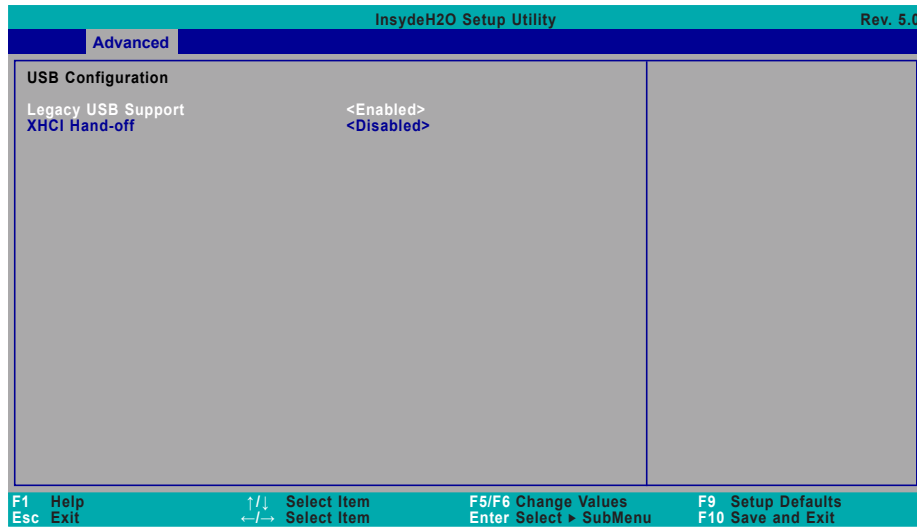 InsydeH2O Setup Utility Rev. 5.0
Advanced
USB Configuration
Legacy USB Support <Enabled>
XHCI Hand-off <Disabled>
F1 Help ↑/↓ Select Item F5/F6 Change Values F9 Setup Defaults
Esc Exit ←/→ Select Item Enter Select ▸ SubMenu F10 Save and Exit